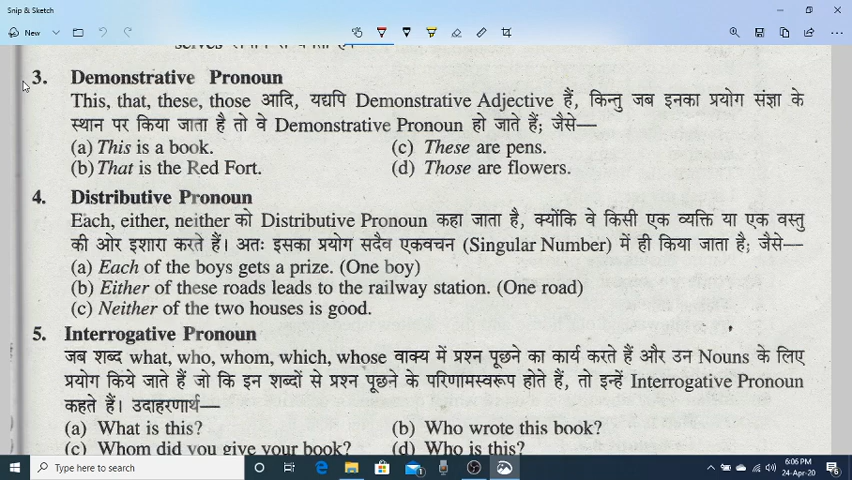 Snip & Sketch
New
3. Demonstrative Pronoun
This, that, these, those आदि, यद्यपि Demonstrative Adjective हैं, किन्तु जब इनका प्रयोग संज्ञा के
स्थान पर किया जाता है तो वे Demonstrative Pronoun हो जाते हैं; जैसे—
(a) This is a book. (c) These are pens.
(b) That is the Red Fort. (d) Those are flowers.
4. Distributive Pronoun
Each, either, neither को Distributive Pronoun कहा जाता है, क्योंकि वे किसी एक व्यक्ति या एक वस्तु
की ओर इशारा करते हैं। अतः इसका प्रयोग सदैव एकवचन (Singular Number) में ही किया जाता है; जैसे—
(a) Each of the boys gets a prize. (One boy)
(b) Either of these roads leads to the railway station. (One road)
(c) Neither of the two houses is good.
5. Interrogative Pronoun
जब शब्द what, who, whom, which, whose वाक्य में प्रश्न पूछने का कार्य करते हैं और उन Nouns के लिए
प्रयोग किये जाते हैं जो कि इन शब्दों से प्रश्न पूछने के परिणामस्वरूप होते हैं, तो इन्हें Interrogative Pronoun
कहते हैं। उदाहरणार्थ—
(a) What is this? (b) Who wrote this book?
(c) Whom did you give your book? (d) Who is this?
Type here to search
6:06 PM
24-Apr-20